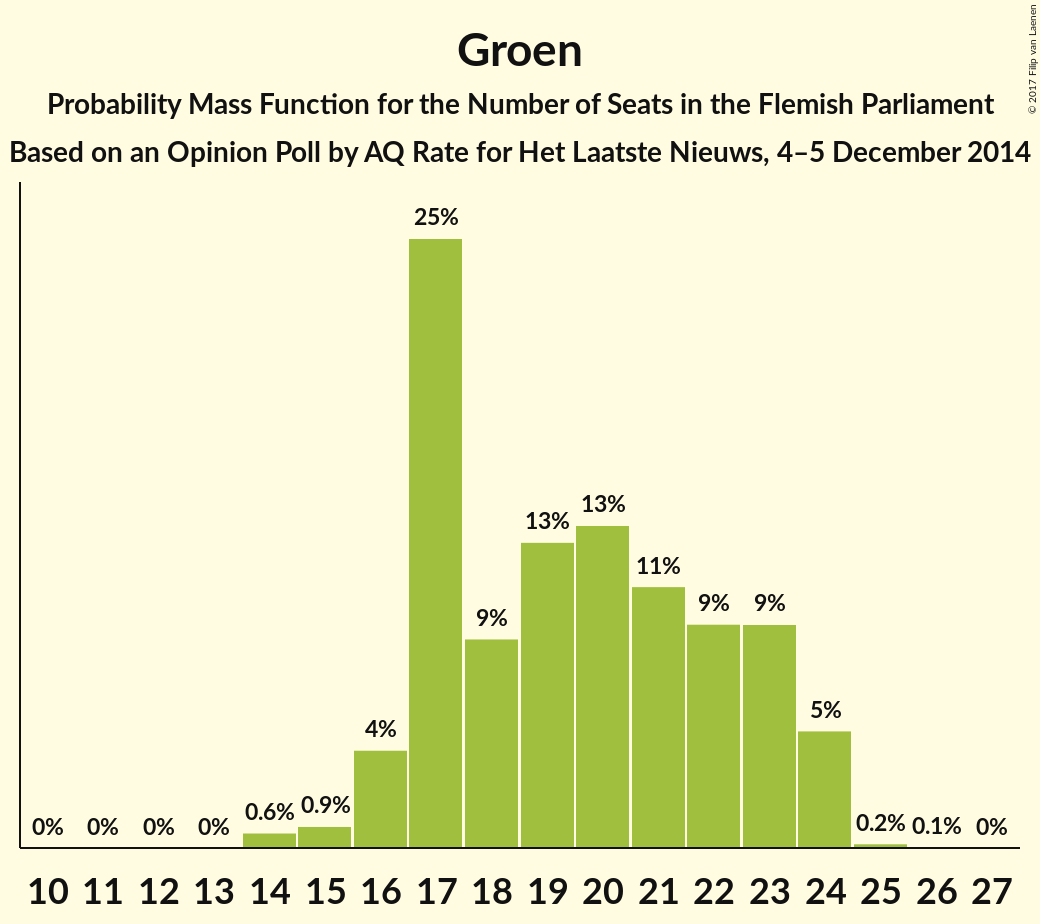 Groen
Probability Mass Function for the Number of Seats in the Flemish Parliament
Based on an Opinion Poll by AQ Rate for Het Laatste Nieuws, 4–5 December 2014
© 2017 Filip van Laenen
0% 0% 0% 0% 0.6% 0.9% 4% 25% 9% 13% 13% 11% 9% 9% 5% 0.2% 0.1% 0%
10 11 12 13 14 15 16 17 18 19 20 21 22 23 24 25 26 27